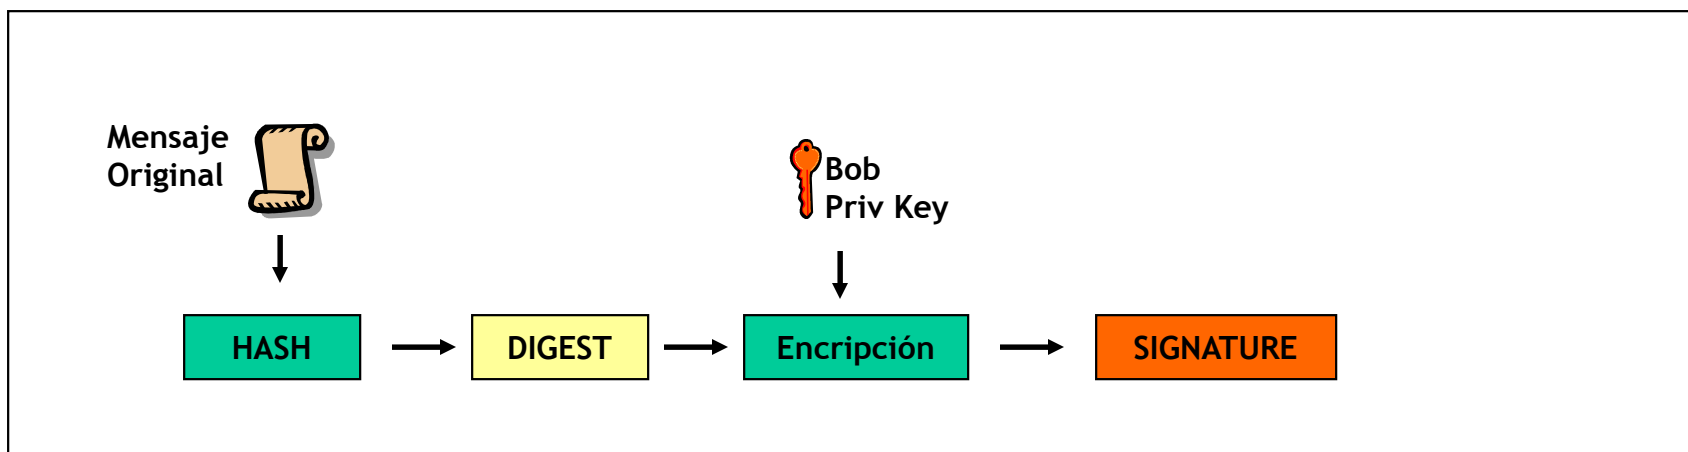 Mensaje
Original
Bob
Priv Key
HASH
DIGEST
Encripción
SIGNATURE